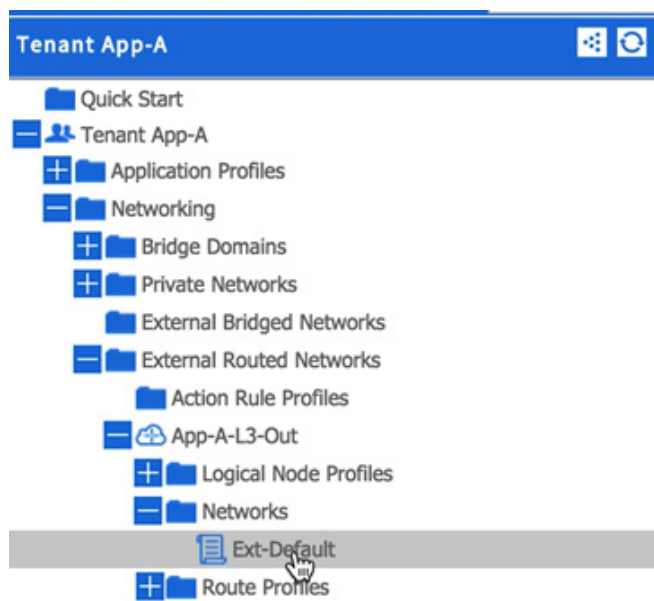 Tenant App-A
Quick Start
Tenant App-A
Application Profiles
Networking
Bridge Domains
Private Networks
External Bridged Networks
External Routed Networks
Action Rule Profiles
App-A-L3-Out
Logical Node Profiles
Networks
Ext-Default
Route Profiles